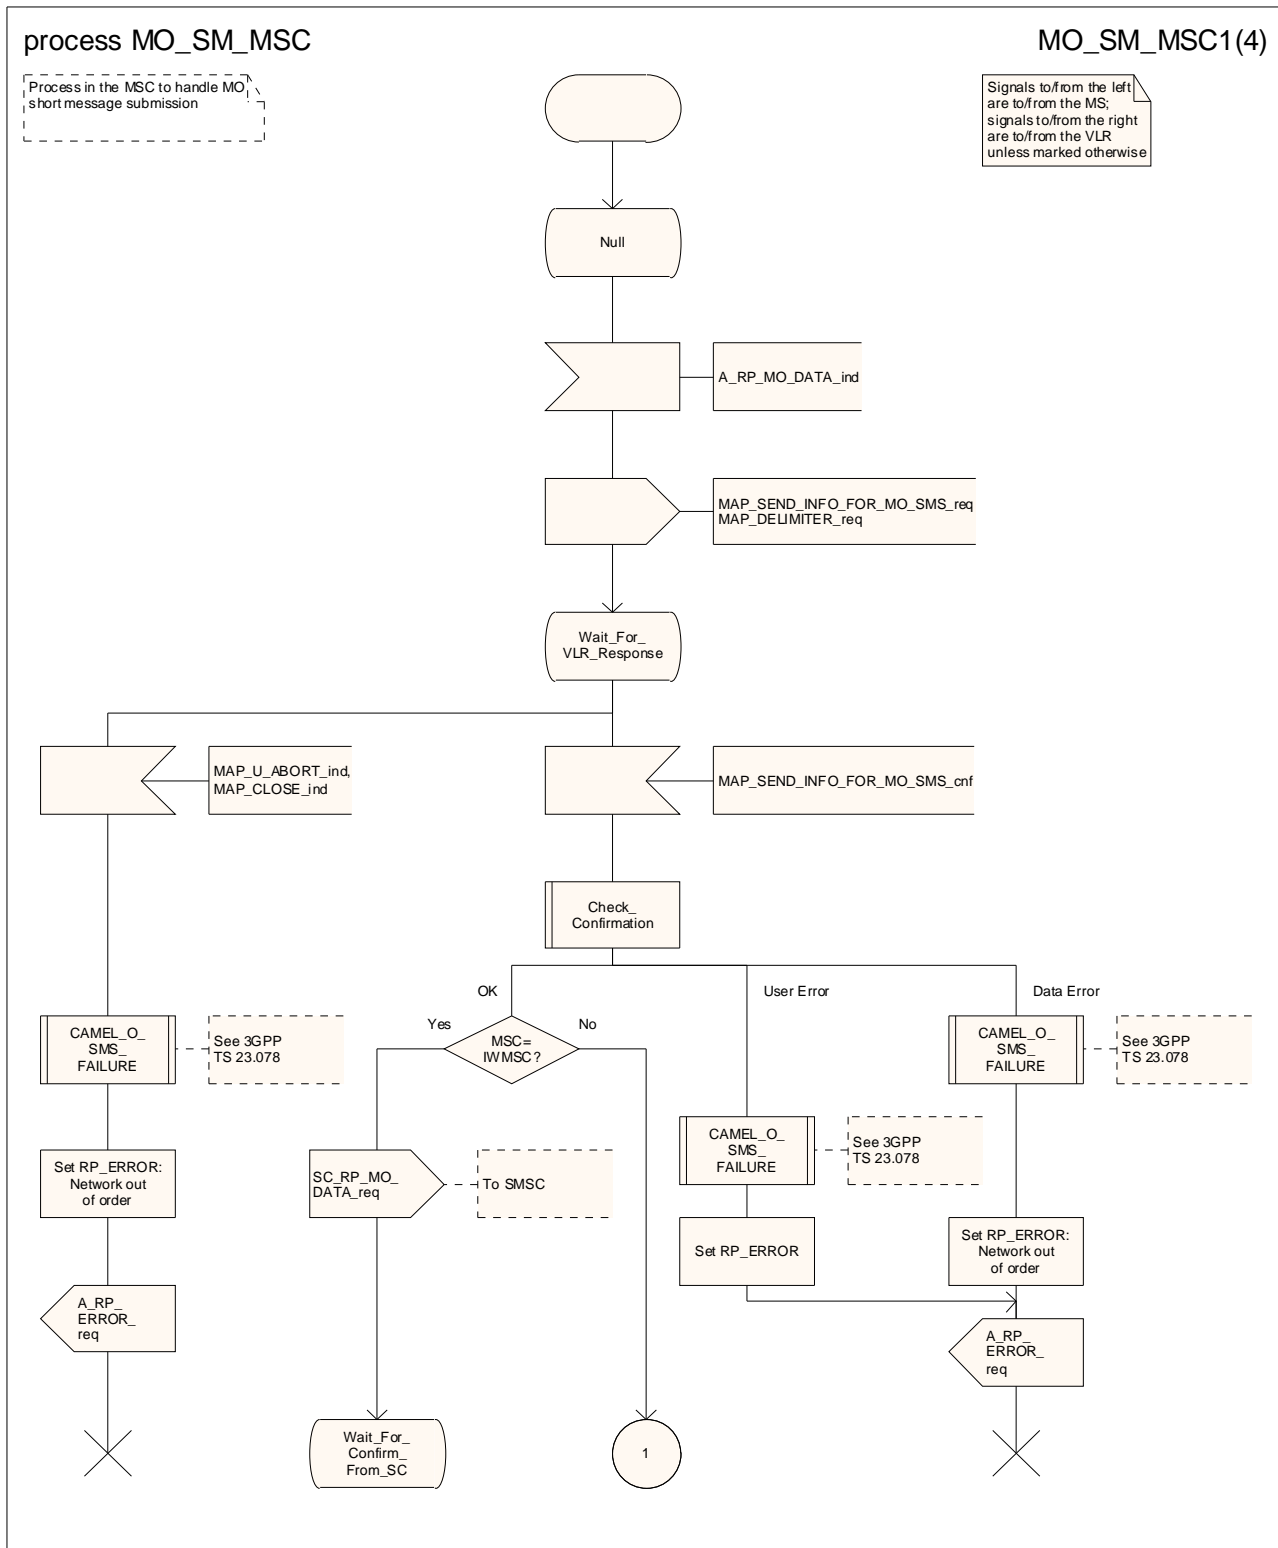 process MO_SM_MSC
MO_SM_MSC1(4)
Process in the MSC to handle MO
short message submission
Signals to/from the left
are to/from the MS;
signals to/from the right
are to/from the VLR
unless marked otherwise
Null
A_RP_MO_DATA_ind
MAP_SEND_INFO_FOR_MO_SMS_req
MAP_DELIMITER_req
Wait_For_
VLR_Response
MAP_U_ABORT_ind,
MAP_CLOSE_ind
MAP_SEND_INFO_FOR_MO_SMS_cnf
Check_
Confirmation
OK
User Error
Data Error
Yes
No
MSC=
IWMSC?
CAMEL_O_
SMS_
FAILURE
See 3GPP
TS 23.078
CAMEL_O_
SMS_
FAILURE
See 3GPP
TS 23.078
CAMEL_O_
SMS_
FAILURE
See 3GPP
TS 23.078
Set RP_ERROR:
Network out
of order
SC_RP_MO_
DATA_req
To SMSC
Set RP_ERROR
Set RP_ERROR:
Network out
of order
A_RP_
ERROR_
req
A_RP_
ERROR_
req
Wait_For_
Confirm_
From_SC
1